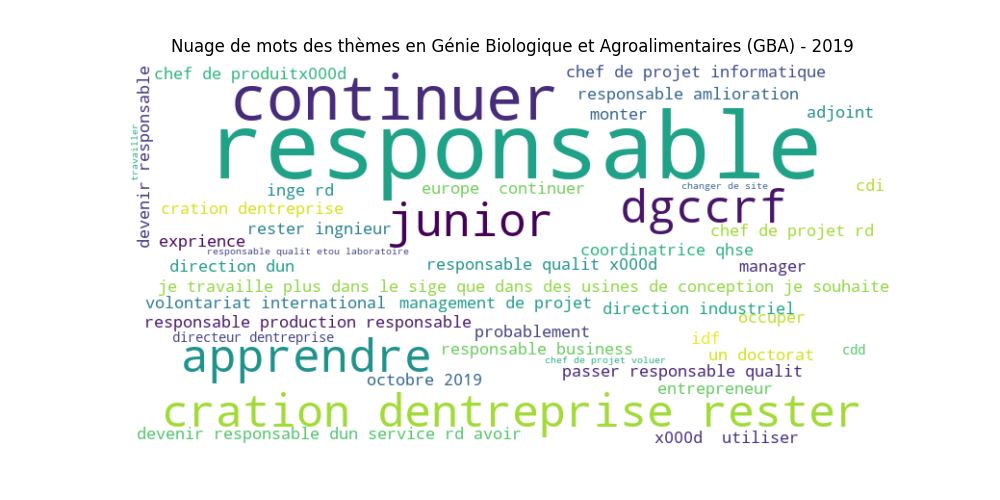 Nuage de mots des thèmes en Génie Biologique et Agroalimentaires (GBA) - 2019
chef de produitx000d
chef de projet informatique
continuer
responsable amlioration
monter
adjoint
devenir responsable
travailler
responsable
inge rd
europe continuer
changer de site
cdi
cration dentreprise
junior
dgccrf
rester ingnieur
chef de projet rd
exprience
responsable qualit etou laboratoire
coordinatrice qhse
direction dun
responsable qualit x000d
manager
je travaille plus dans le sige que dans des usines de conception je souhaite
volontariat international
management de projet
direction industriel
occuper
responsable production responsable
probablement
directeur dentreprise
idf
apprendre
responsable business
un doctorat
cdd
chef de projet voluer
passer responsable qualit
octobre 2019
entrepreneur
cration dentreprise rester
devenir responsable dun service rd avoir
x000d utiliser